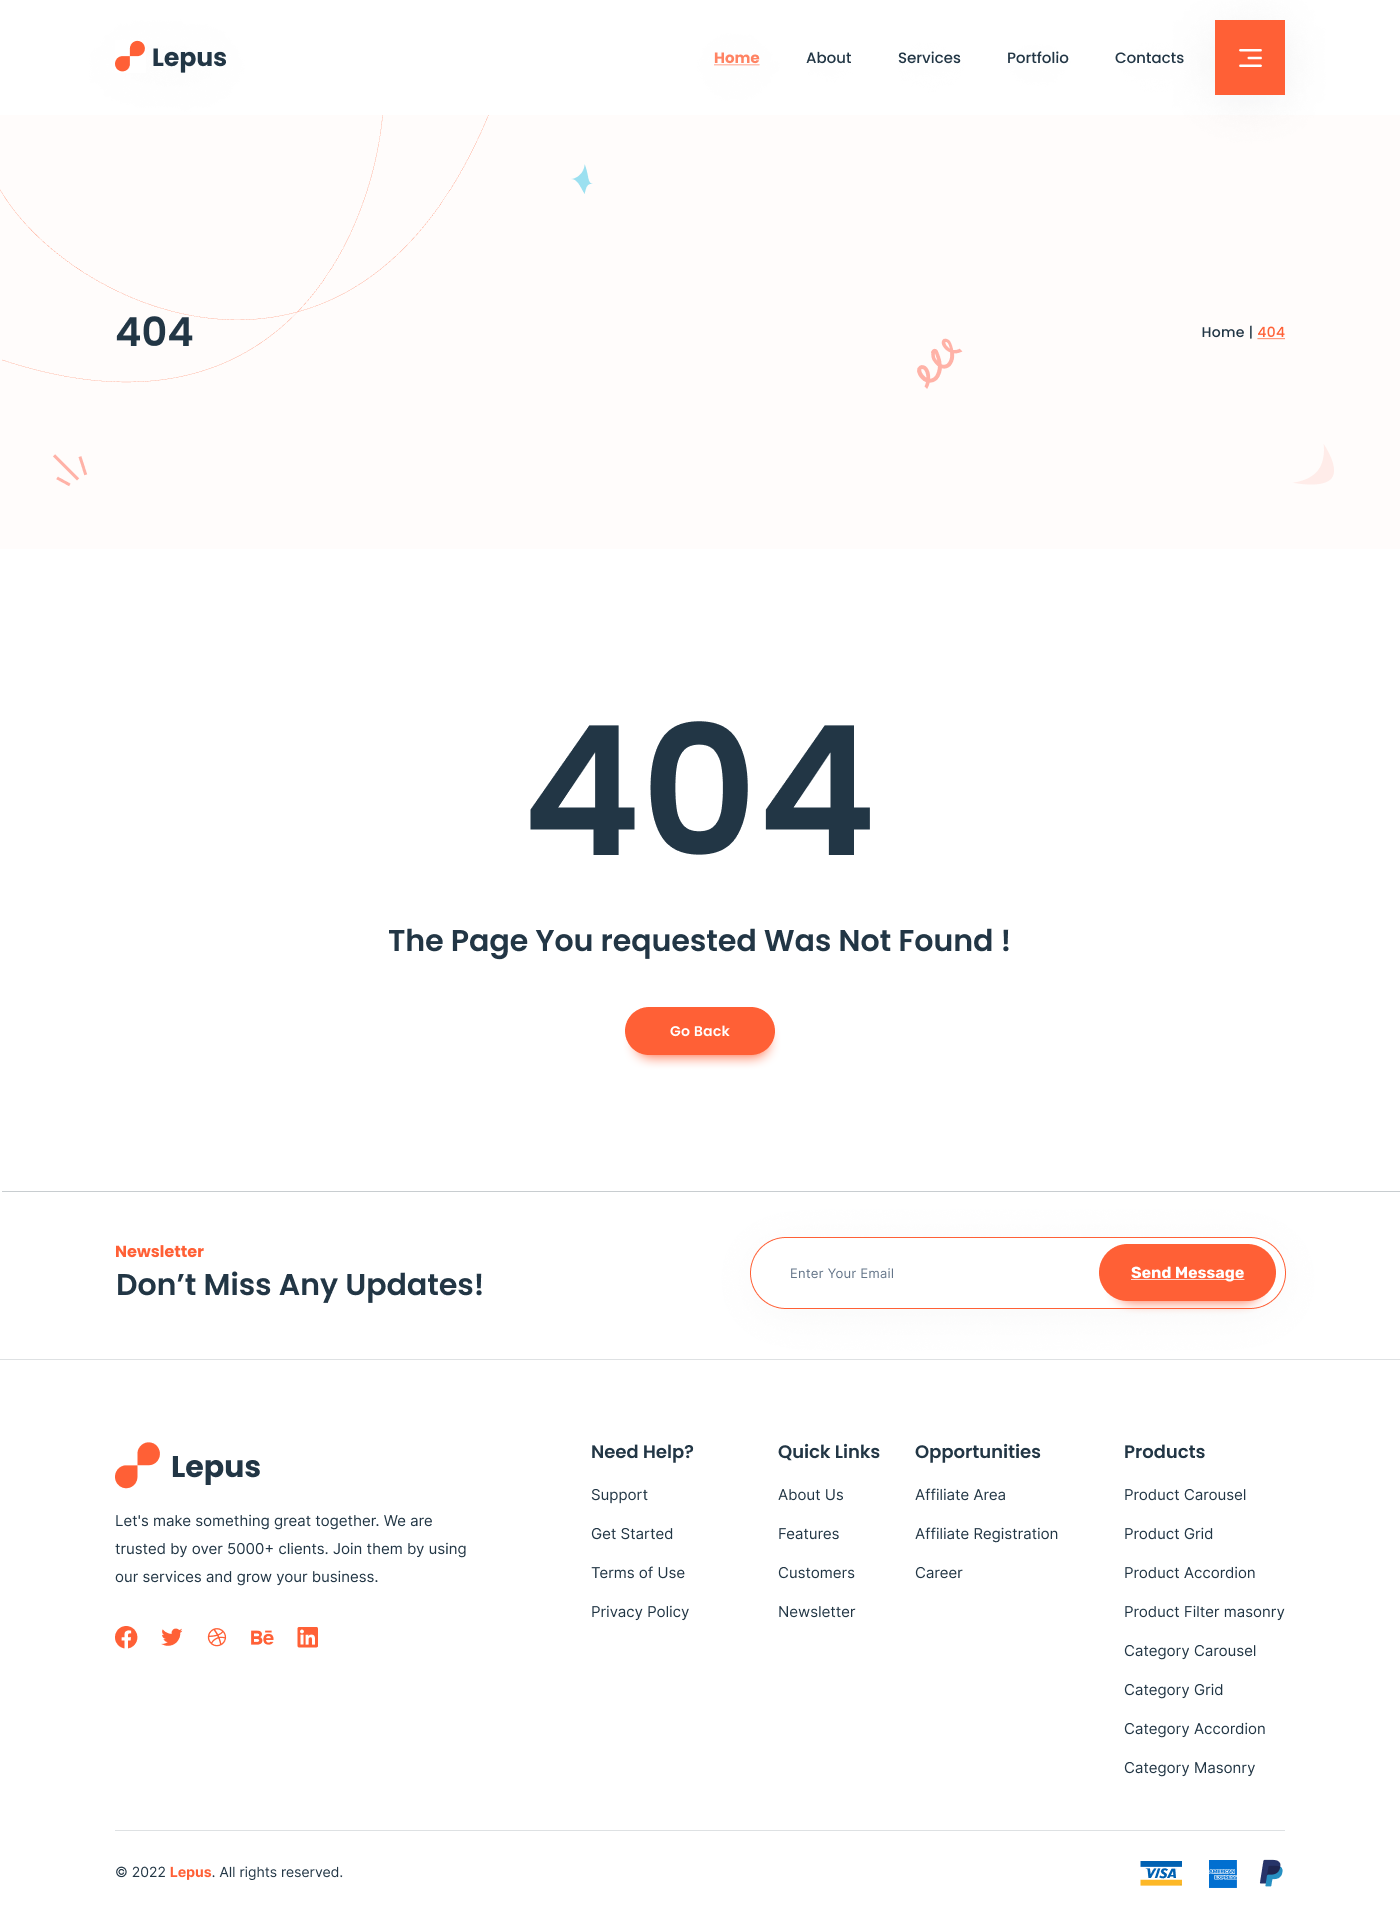 Lepus
Home
About
Services
Portfolio
Contacts
404
Home | 404
404
The Page You requested Was Not Found !
Go Back
Newsletter
Don’t Miss Any Updates!
Enter Your Email
Send Message
Lepus
Let's make something great together. We are
trusted by over 5000+ clients. Join them by using
our services and grow your business.
Bē
in
Need Help?
Support
Get Started
Terms of Use
Privacy Policy
Quick Links
About Us
Features
Customers
Newsletter
Opportunities
Affiliate Area
Affiliate Registration
Career
Products
Product Carousel
Product Grid
Product Accordion
Product Filter masonry
Category Carousel
Category Grid
Category Accordion
Category Masonry
© 2022 Lepus. All rights reserved.
VISA
AMERICAN
EXPRESS